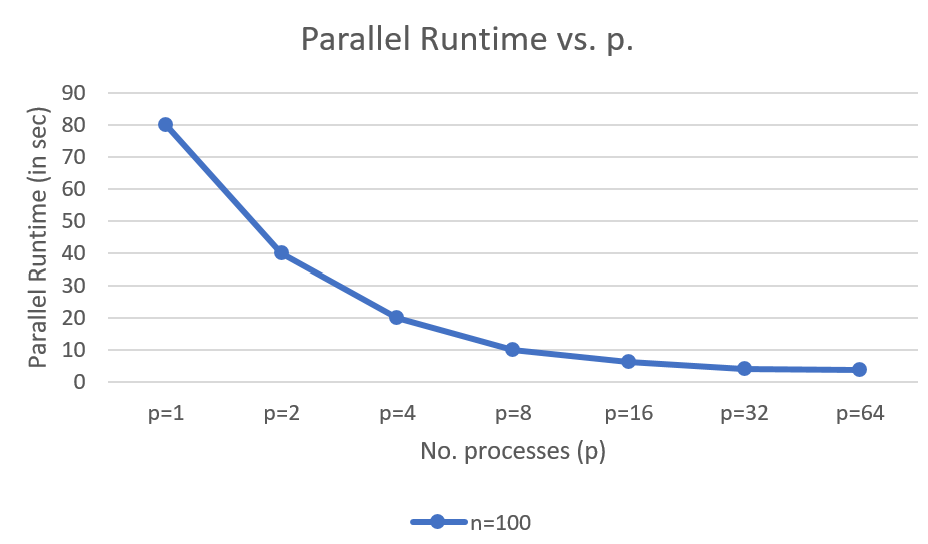 Parallel Runtime vs. p.
Parallel Runtime (in sec)
90
80
70
60
50
40
30
20
10
0
p=1 p=2 p=4 p=8 p=16 p=32 p=64
No. processes (p)
n=100